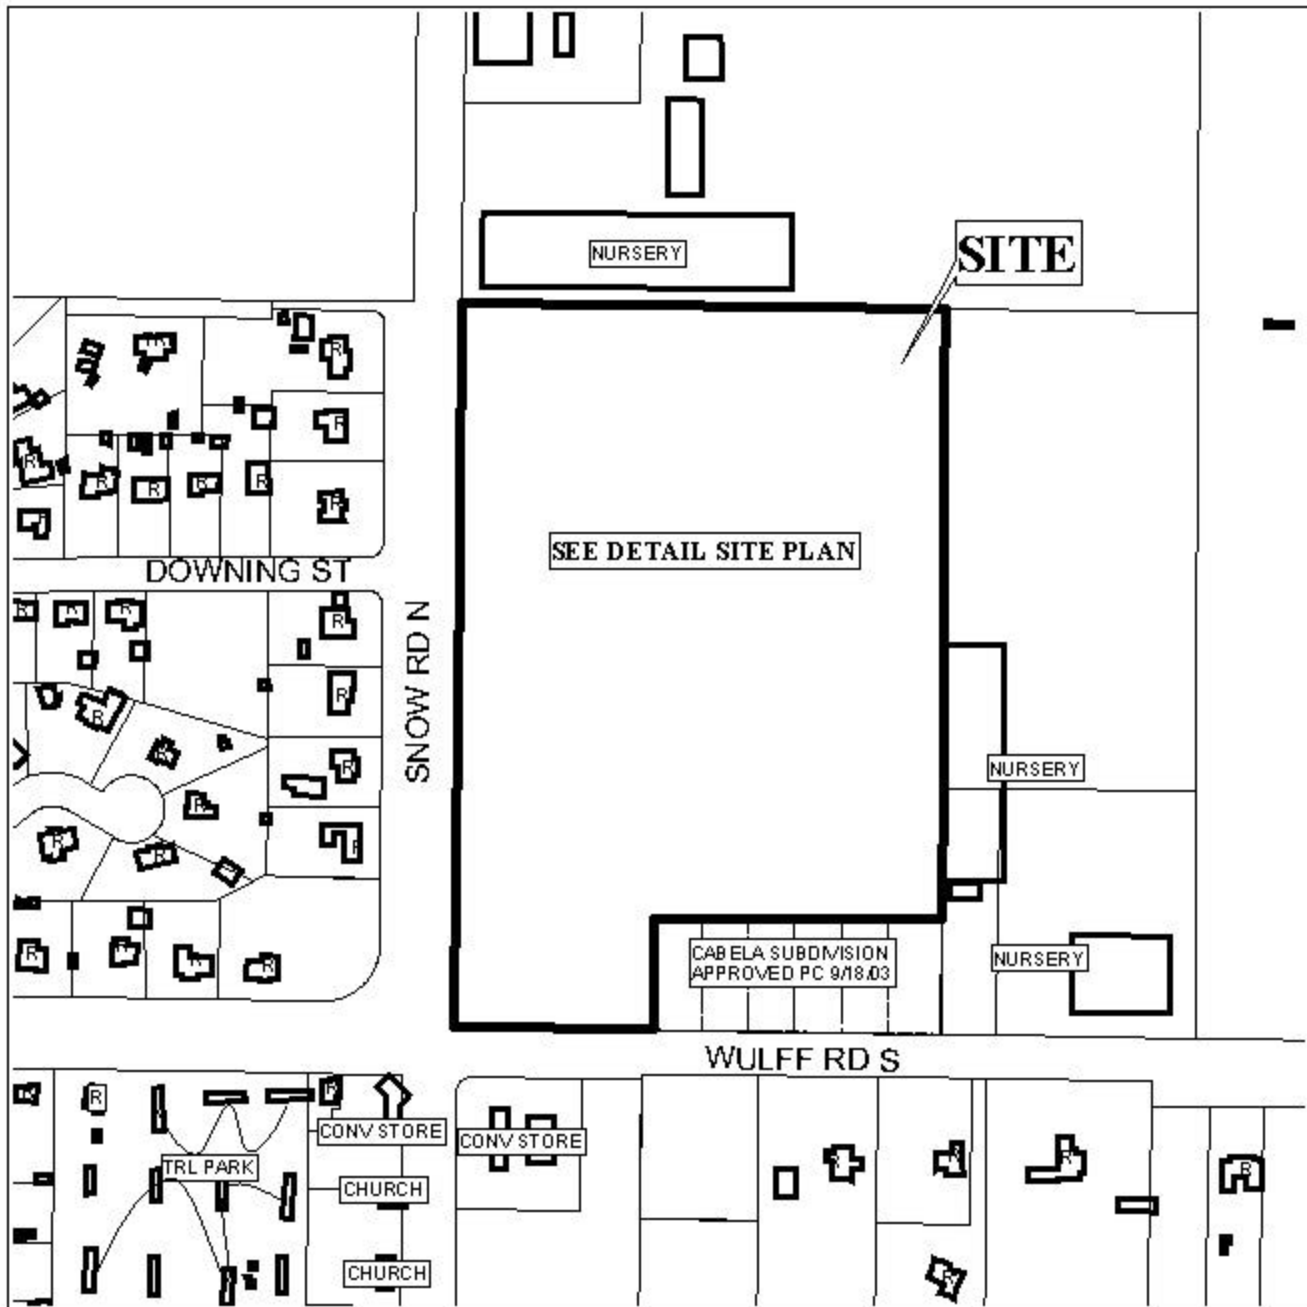 NURSERY
SITE
R
R
R
R
R
R
R
R
SEE DETAIL SITE PLAN
DOWNING ST
SNOW RD N
R
R
R
R
R
R
NURSERY
R
R
R
R
CABELA SUBDIVISION
APPROVED PC 9/18/03
NURSERY
R
R
R
R
WULFF RD S
R
R
R
CONV STORE
CONV STORE
TRL PARK
CHURCH
R
R
R
R
CHURCH
R